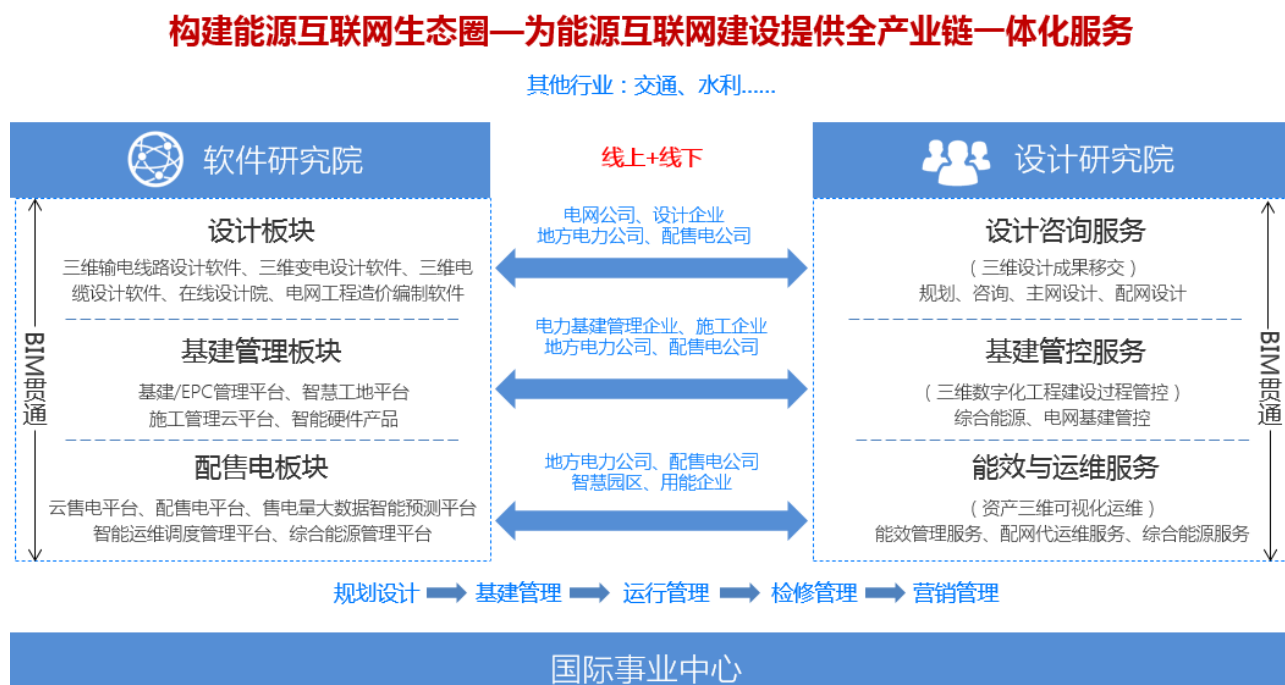 构建能源互联网生态圈—为能源互联网建设提供全产业链一体化服务
其他行业：交通、水利......
软件研究院
线上+线下
设计研究院
BIM贯通
设计板块
三维输电线路设计软件、三维变电设计软件、三维电
缆设计软件、在线设计院、电网工程造价编制软件
基建管理板块
基建/EPC管理平台、智慧工地平台
施工管理云平台、智能硬件产品
配售电板块
云售电平台、配售电平台、售电量大数据智能预测平台
智能运维调度管理平台、综合能源管理平台
电网公司、设计企业
地方电力公司、配售电公司
电力基建管理企业、施工企业
地方电力公司、配售电公司
地方电力公司、配售电公司
智慧园区、用能企业
设计咨询服务
（三维设计成果移交）
规划、咨询、主网设计、配网设计
基建管控服务
（三维数字化工程建设过程管控）
综合能源、电网基建管控
能效与运维服务
（资产三维可视化运维）
能效管理服务、配网代运维服务、综合能源服务
BIM贯通
规划设计 基建管理 运行管理 检修管理 营销管理
国际事业中心